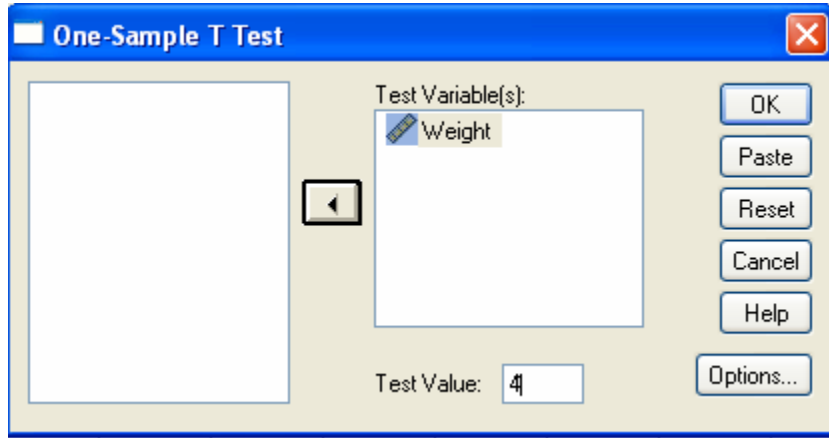 One-Sample T Test
Test Variable(s):
Weight
OK
Paste
Reset
Cancel
Help
Test Value: 4
Options...